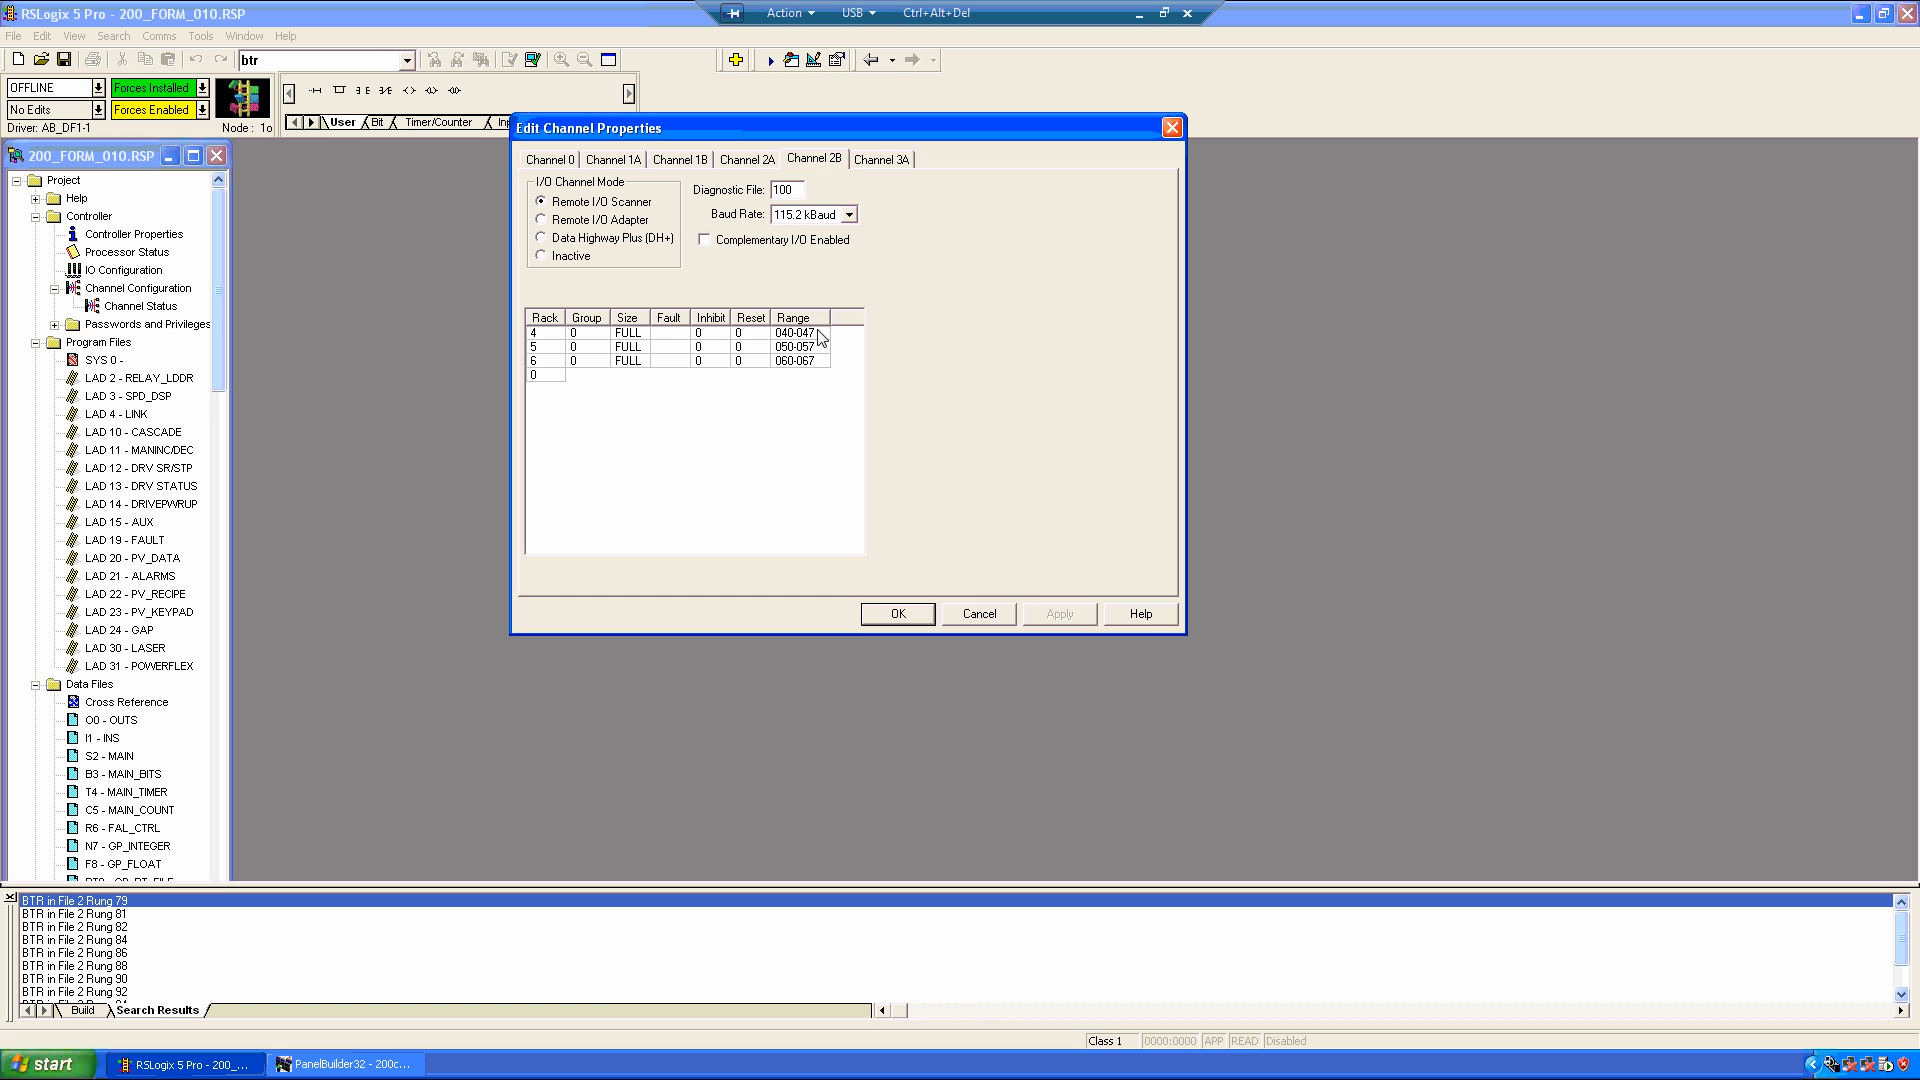 RSLogix 5 Pro - 200_FORM_010.RSP
Action USB Ctrl+Alt+Del
File Edit View Search Comms Tools Window Help
btr
OFFLINE Forces Installed
No Edits Forces Enabled
Driver: AB_DF1-1 Node : 1o
User Bit Timer/Counter
200_FORM_010.RSP
Project
Help
Controller
Controller Properties
Processor Status
IO Configuration
Channel Configuration
Channel Status
Passwords and Privileges
Program Files
SYS 0 -
LAD 2 - RELAY_LDDR
LAD 3 - SPD_DSP
LAD 4 - LINK
LAD 10 - CASCADE
LAD 11 - MANINC/DEC
LAD 12 - DRV SR/STP
LAD 13 - DRV STATUS
LAD 14 - DRIVEPWRUP
LAD 15 - AUX
LAD 19 - FAULT
LAD 20 - PV_DATA
LAD 21 - ALARMS
LAD 22 - PV_RECIPE
LAD 23 - PV_KEYPAD
LAD 24 - GAP
LAD 30 - LASER
LAD 31 - POWERFLEX
Data Files
Cross Reference
O0 - OUTS
I1 - INS
S2 - MAIN
B3 - MAIN_BITS
T4 - MAIN_TIMER
C5 - MAIN_COUNT
R6 - FAL_CTRL
N7 - GP_INTEGER
F8 - GP_FLOAT
Edit Channel Properties
Channel 0 Channel 1A Channel 1B Channel 2A Channel 2B Channel 3A
I/O Channel Mode
Remote I/O Scanner
Remote I/O Adapter
Data Highway Plus (DH+)
Inactive
Diagnostic File: 100
Baud Rate: 115.2 kBaud
Complementary I/O Enabled
Rack Group Size Fault Inhibit Reset Range
4 0 FULL 0 0 040-047
5 0 FULL 0 0 050-057
6 0 FULL 0 0 060-067
0
OK Cancel Apply Help
BTR in File 2 Rung 79
BTR in File 2 Rung 81
BTR in File 2 Rung 82
BTR in File 2 Rung 84
BTR in File 2 Rung 86
BTR in File 2 Rung 88
BTR in File 2 Rung 90
BTR in File 2 Rung 92
Build Search Results
Class 1 0000:0000 APP READ Disabled
start RSLogix 5 Pro - 200_... PanelBuilder32 - 200c...